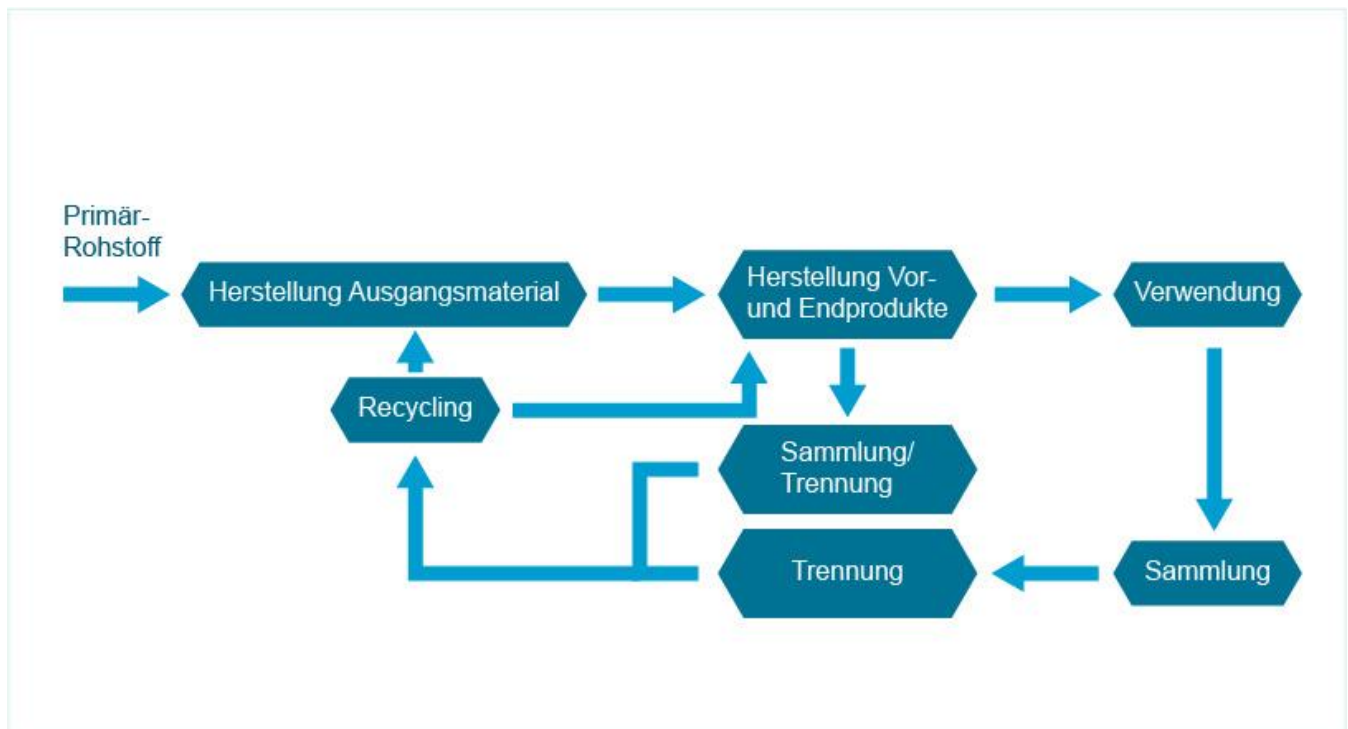 Primär-
Rohstoff
Herstellung Ausgangsmaterial
Herstellung Vor-
und Endprodukte
Verwendung
Recycling
Sammlung/
Trennung
Trennung
Sammlung